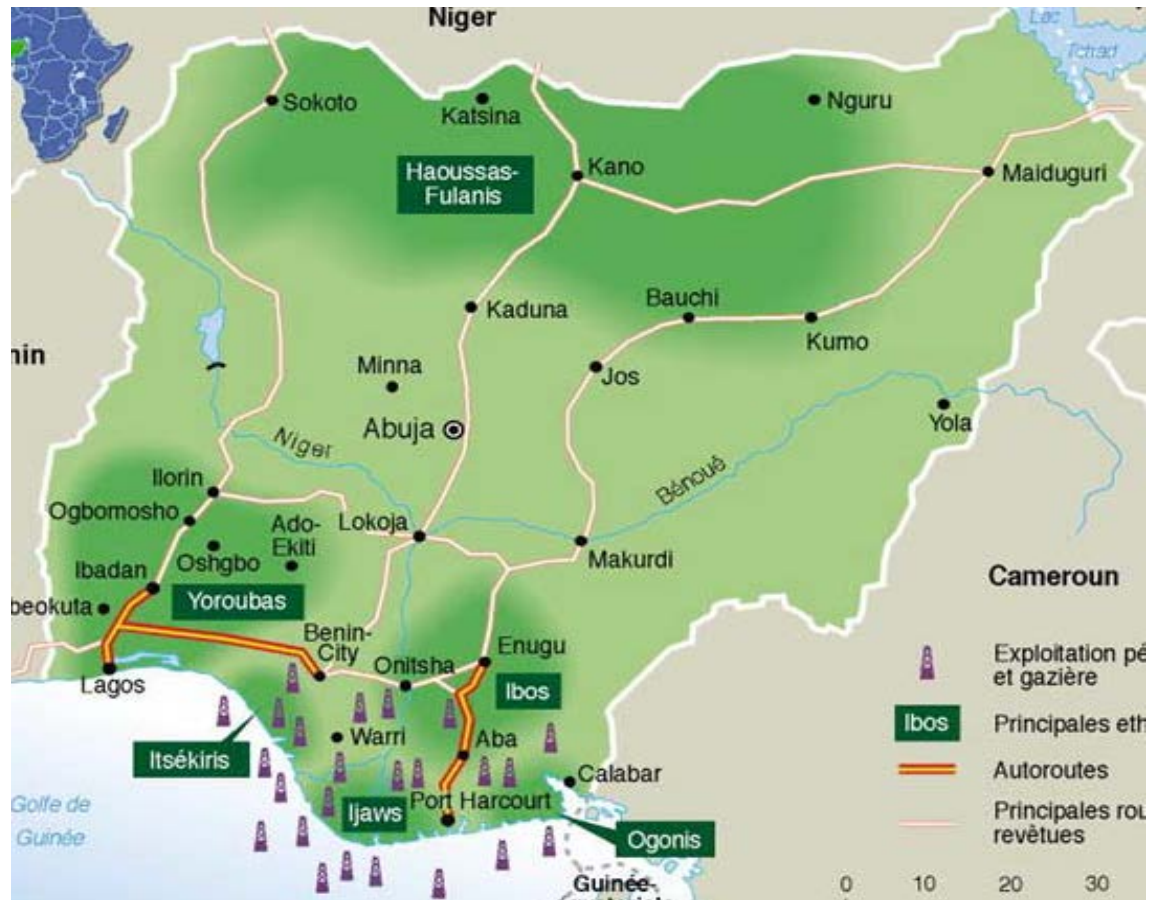 Niger
Lac
Tchad
Sokoto
Katsina
Nguru
Haoussas-
Fulanis
Kano
Maiduguri
Kaduna
Bauchi
Kumo
nin
Minna
Jos
Abuja
Yola
Niger
Bénoué
Ilorin
Ogbomosho
Ado-
Ekiti
Lokoja
Oshgbo
Makurdi
Ibadan
Yoroubas
beokuta
Cameroun
Benin-
City
Onitsha
Enugu
Lagos
Ibos
Exploitation pé
et gazière
Ibos
Principales eth
Warri
Aba
Itsékiris
Calabar
Autoroutes
Golfe de
Guinée
Ijaws
Port Harcourt
Ogonis
Principales rou
revêtues
Guinée-
0 10 20 30